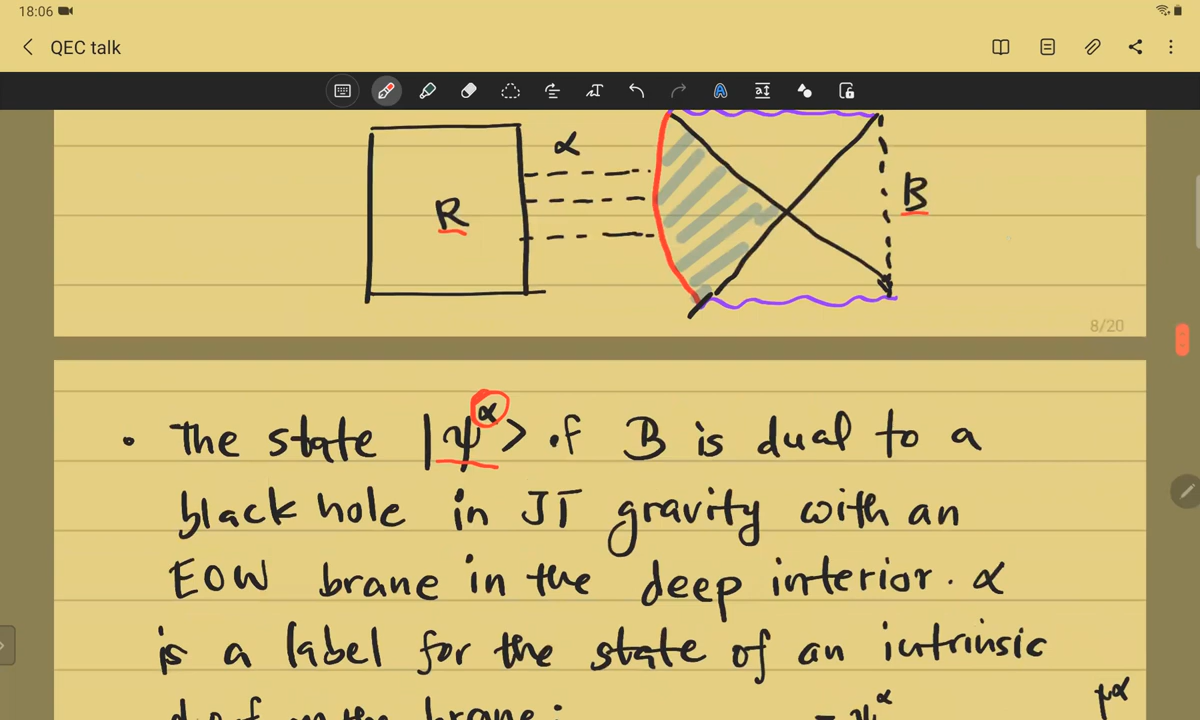 18:06
QEC talk
α
R
B
8/20
• The state |ψ^α> of B is dual to a
black hole in JT gravity with an
EOW brane in the deep interior. α
is a label for the state of an intrinsic